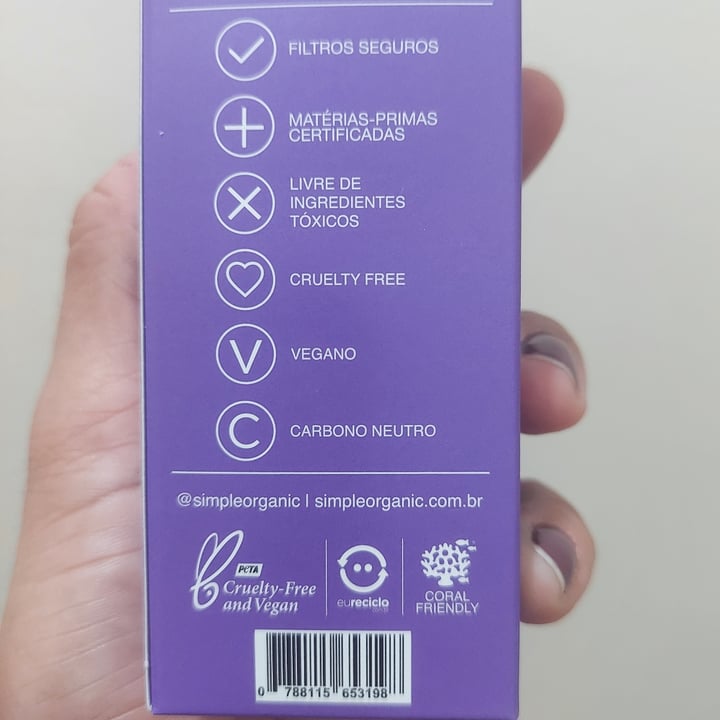 FILTROS SEGUROS
MATÉRIAS-PRIMAS
CERTIFICADAS
LIVRE DE
INGREDIENTES
TÓXICOS
CRUELTY FREE
V VEGANO
C CARBONO NEUTRO
@simpleorganic | simpleorganic.com.br
PETA
Cruelty-Free
and Vegan
eureciclo
CORAL
FRIENDLY
0 788115 653198